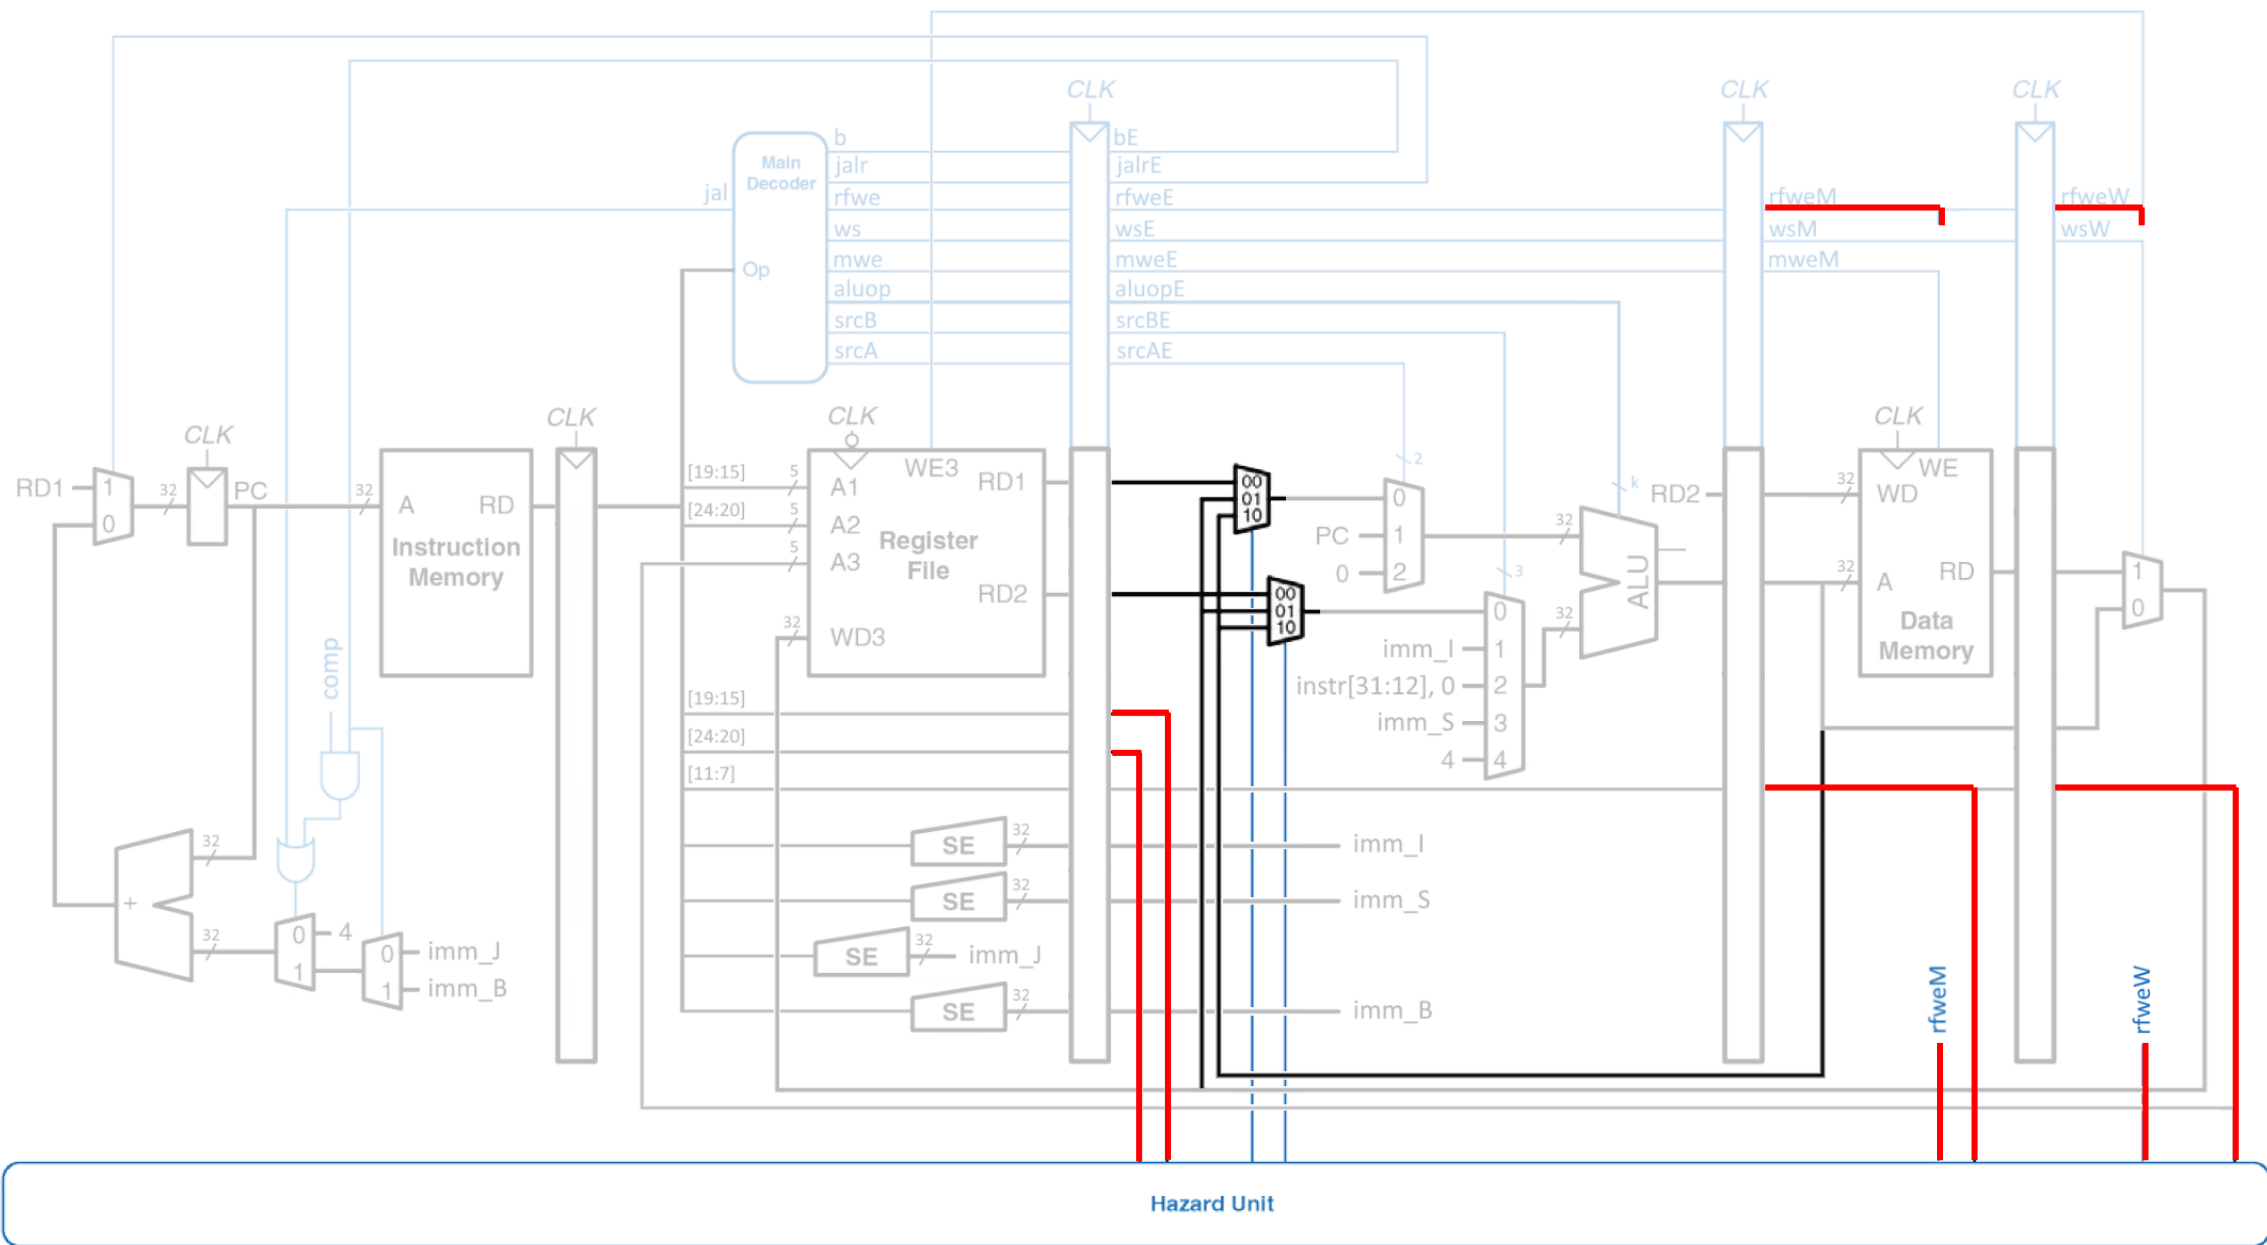 CLK
CLK
CLK
b
bE
Main
Decoder
jalr
jalrE
jal
rfwe
rfweE
rfweM
rfweW
ws
wsE
wsM
wsW
mwe
mweE
mweM
Op
aluop
aluopE
srcB
srcBE
srcA
srcAE
CLK
CLK
CLK
CLK
2
k
3
RD1
1
0
32
PC
32
A
RD
Instruction
Memory
[19:15]
5
A1
[24:20]
5
A2
5
A3
32
WD3
WE3
RD1
RD2
Register
File
00
01
10
00
01
10
0
PC
1
0
2
32
32
ALU
0
imm_I
1
instr[31:12], 0
2
imm_S
3
4
4
RD2
32
WD
WE
32
A
RD
Data
Memory
1
0
comp
[19:15]
[24:20]
[11:7]
SE
32
imm_I
SE
32
imm_S
SE
32
imm_J
SE
32
imm_B
32
+
32
0
4
1
0
imm_J
1
imm_B
rfweM
rfweW
Hazard Unit